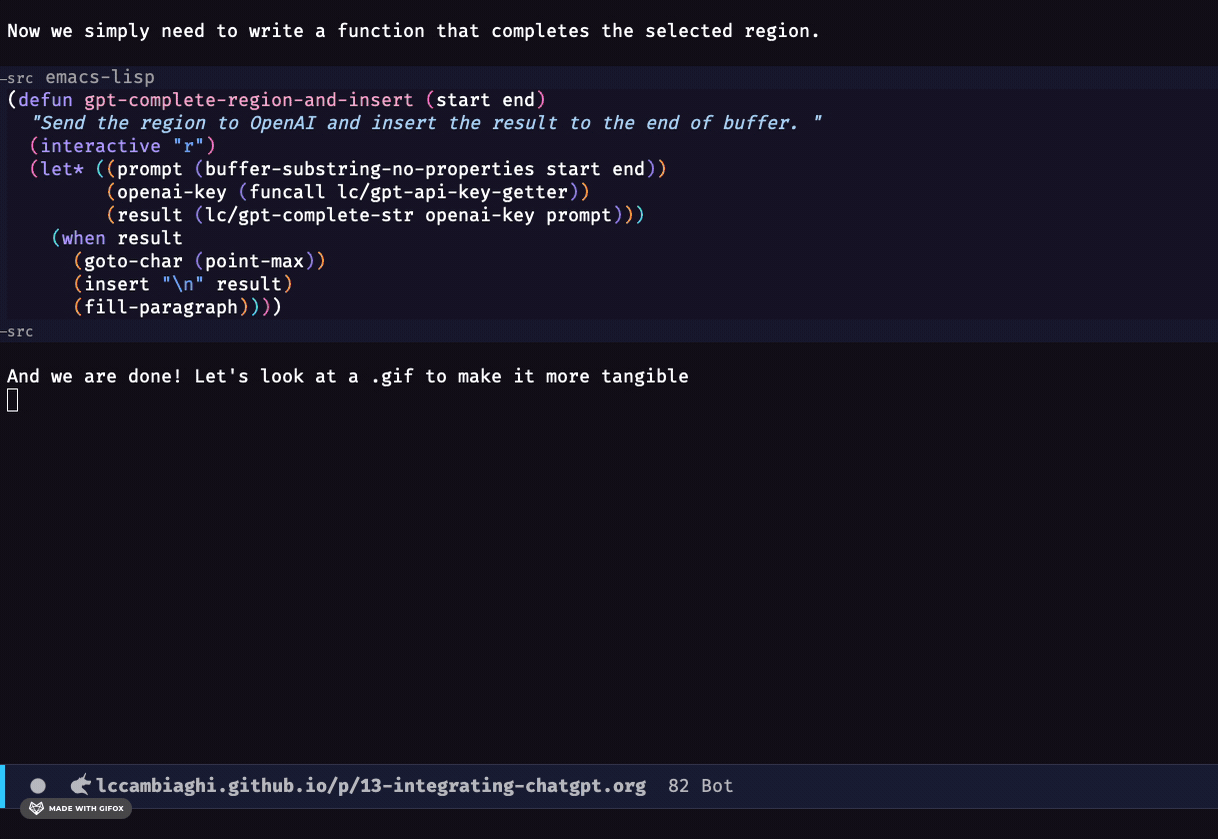 Now we simply need to write a function that completes the selected region.
—src emacs-lisp
(defun gpt-complete-region-and-insert (start end)
  "Send the region to OpenAI and insert the result to the end of buffer. "
  (interactive "r")
  (let* ((prompt (buffer-substring-no-properties start end))
         (openai-key (funcall lc/gpt-api-key-getter))
         (result (lc/gpt-complete-str openai-key prompt)))
    (when result
      (goto-char (point-max))
      (insert "\n" result)
      (fill-paragraph))))
—src
And we are done! Let's look at a .gif to make it more tangible
lccambiaghi.github.io/p/13-integrating-chatgpt.org 82 Bot
MADE WITH GIFOX